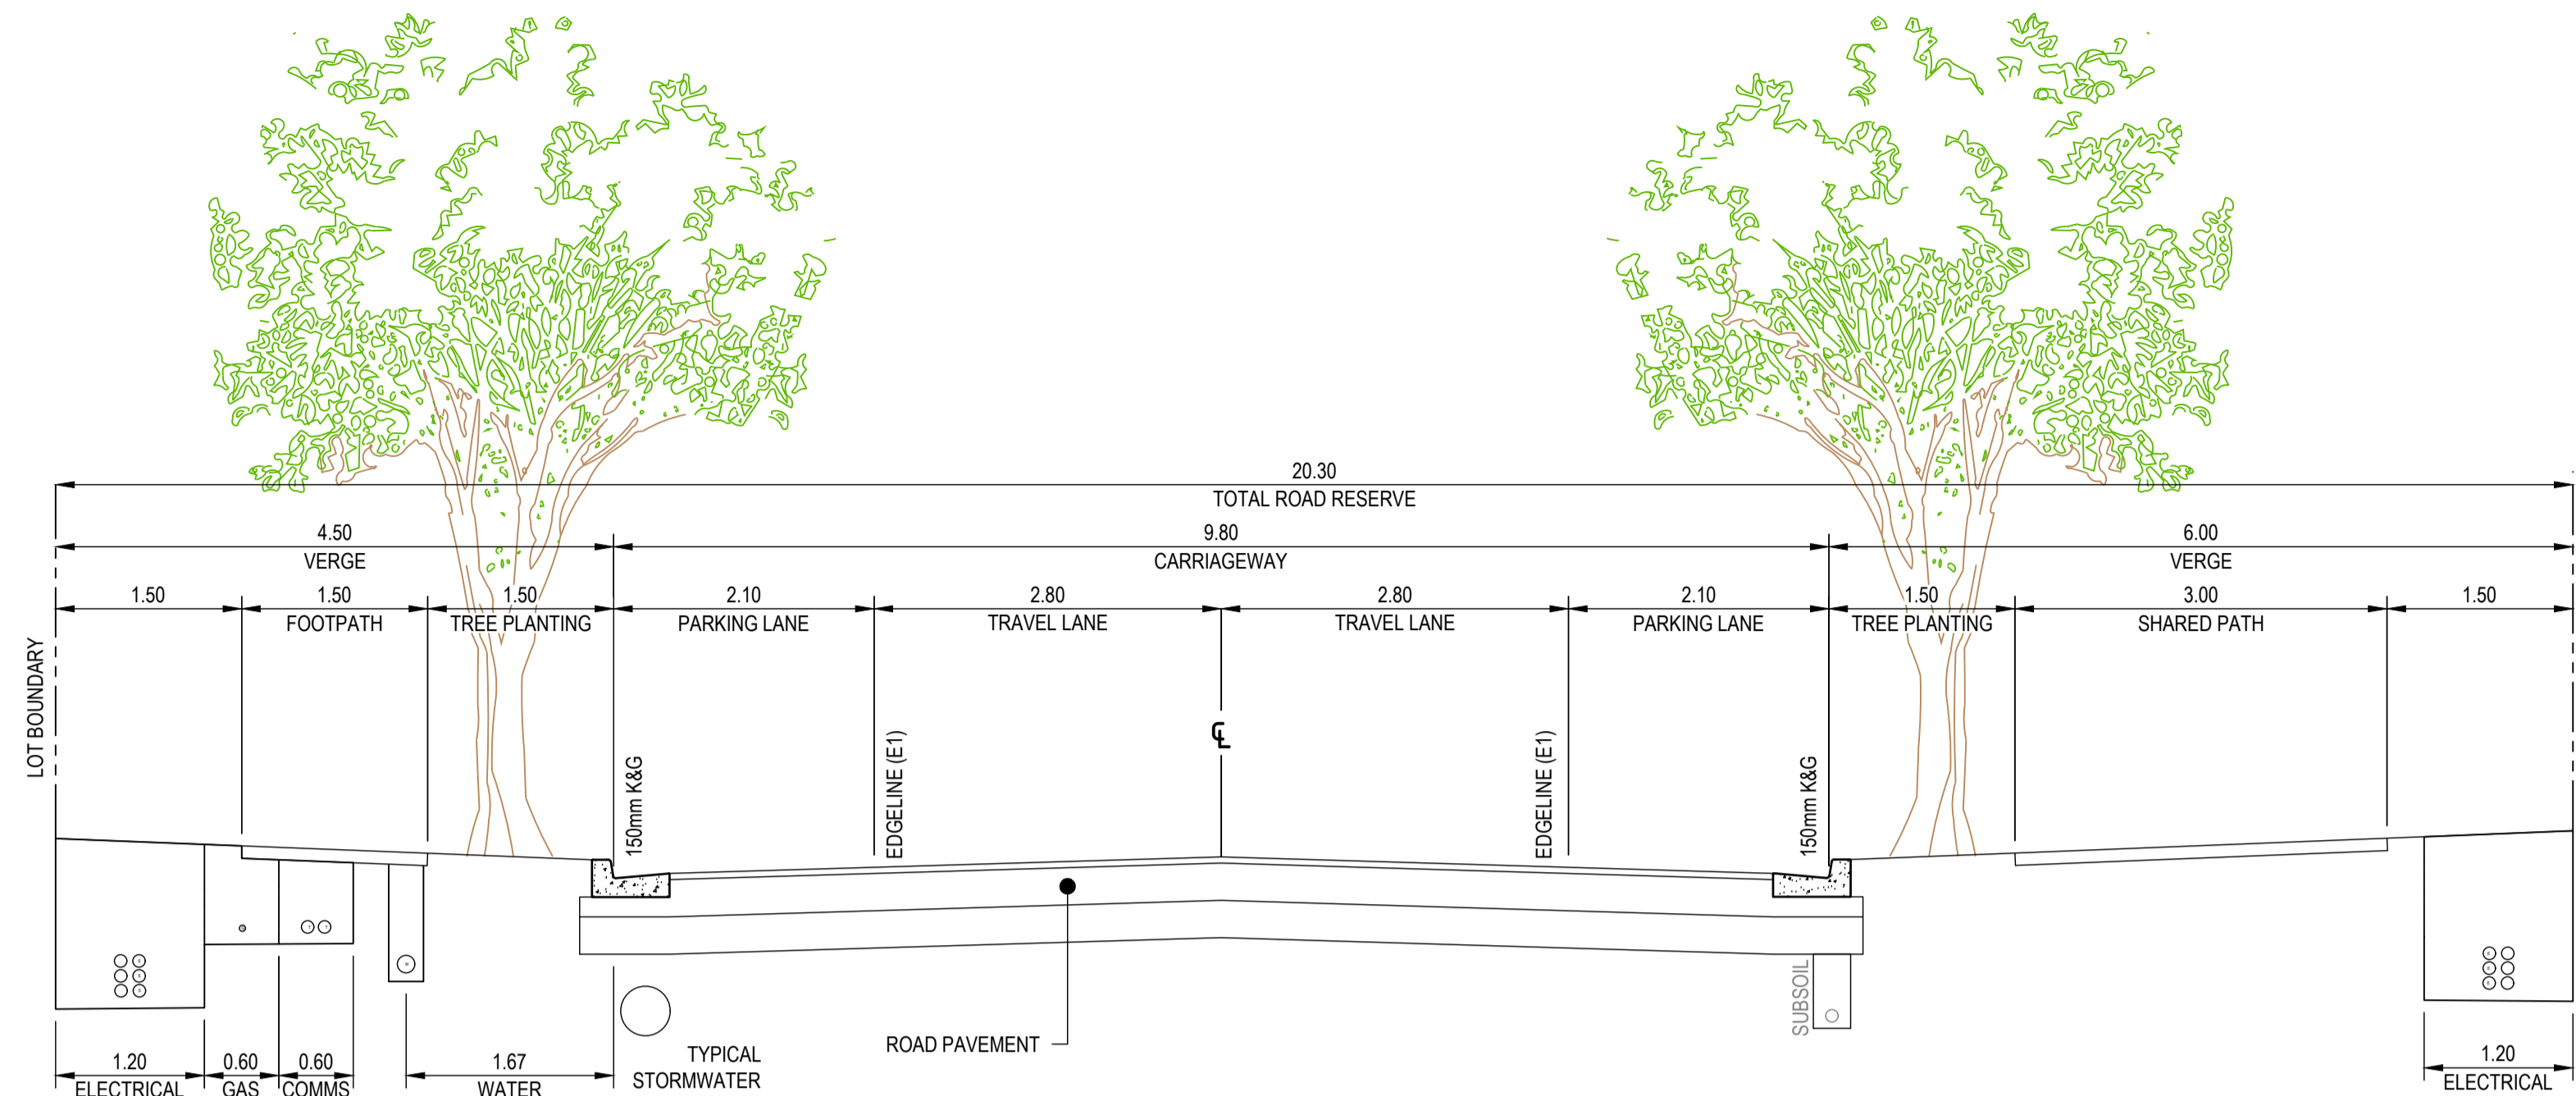 20.30
TOTAL ROAD RESERVE
4.50
VERGE
9.80
CARRIAGEWAY
6.00
VERGE
1.50
1.50
FOOTPATH
1.50
TREE PLANTING
2.10
PARKING LANE
2.80
TRAVEL LANE
2.80
TRAVEL LANE
2.10
PARKING LANE
1.50
TREE PLANTING
3.00
SHARED PATH
1.50
LOT BOUNDARY
150mm K&G
EDGELINE (E1)
℄
EDGELINE (E1)
150mm K&G
SUBSOIL
ROAD PAVEMENT
TYPICAL
STORMWATER
1.20
ELECTRICAL
0.60
GAS
0.60
COMMS
1.67
WATER
1.20
ELECTRICAL